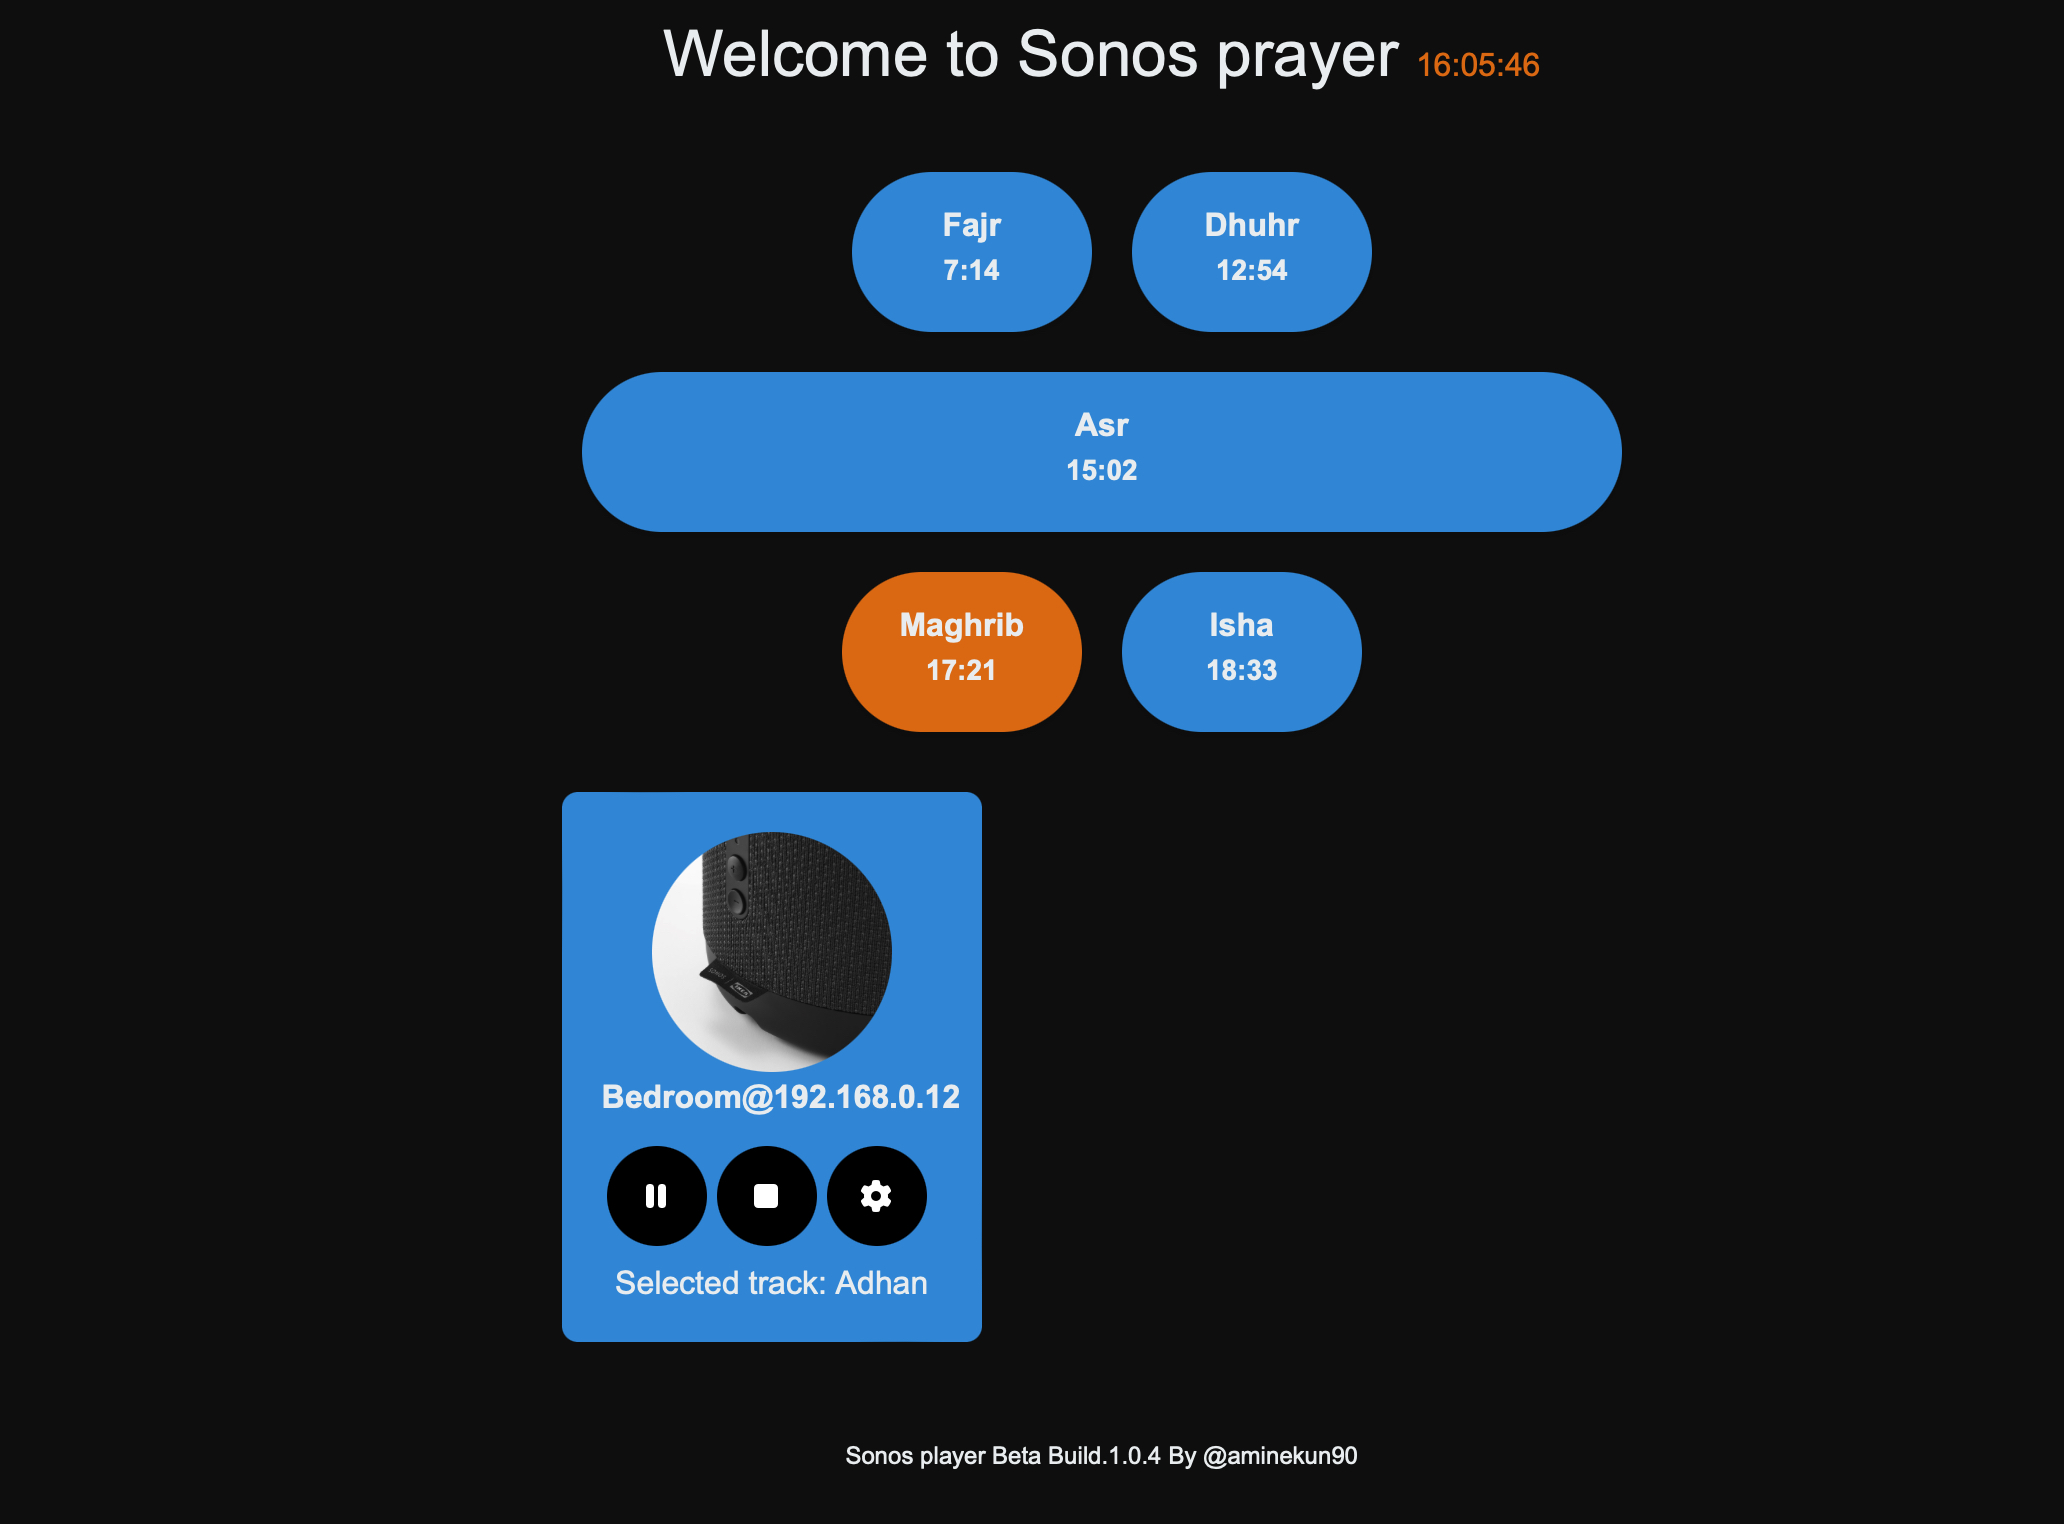 Welcome to Sonos prayer 16:05:46
Fajr
7:14
Dhuhr
12:54
Asr
15:02
Maghrib
17:21
Isha
18:33
Bedroom@192.168.0.12
Selected track: Adhan
Sonos player Beta Build.1.0.4 By @aminekun90